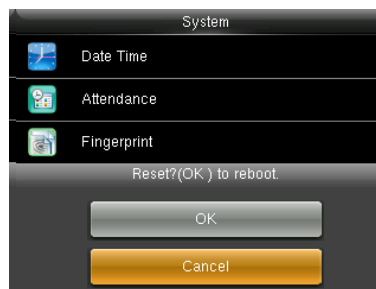 System
Date Time
Attendance
Fingerprint
Reset?(OK ) to reboot.
OK
Cancel